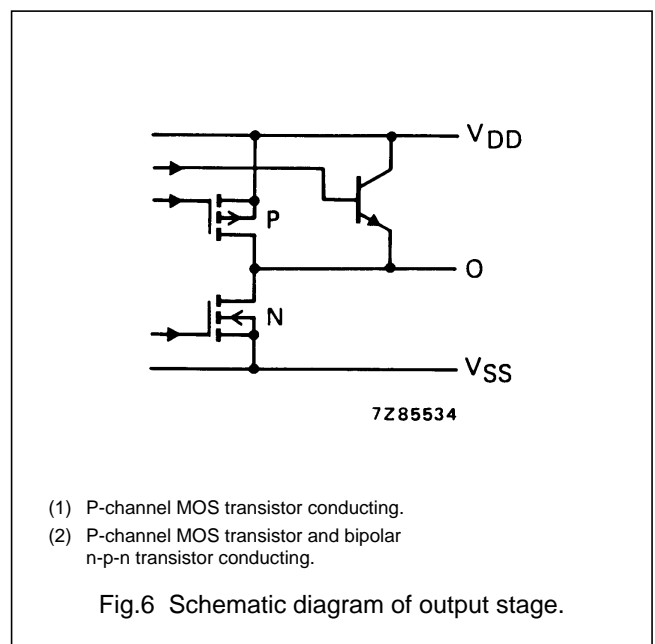 VDD
P
O
N
VSS
7Z85534
(1) P-channel MOS transistor conducting.
(2) P-channel MOS transistor and bipolar
n-p-n transistor conducting.
Fig.6 Schematic diagram of output stage.